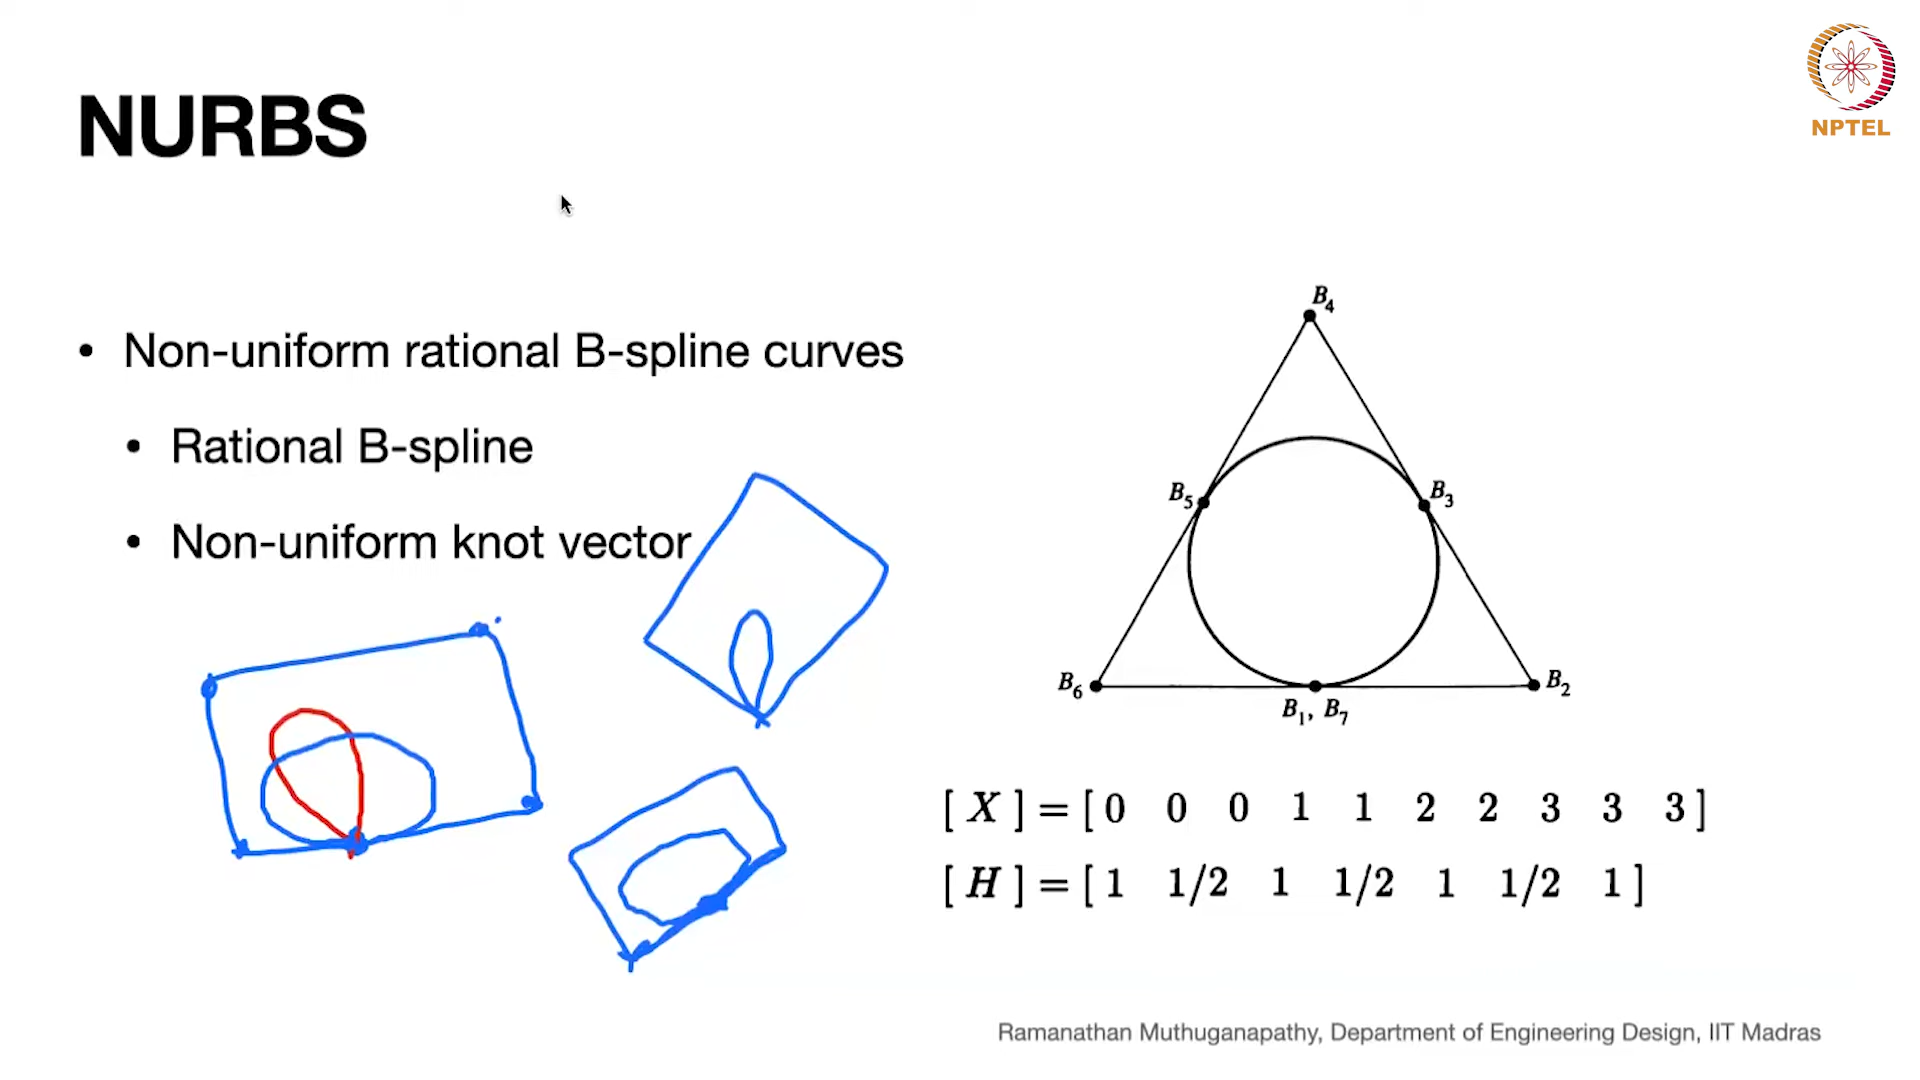 NPTEL
NURBS
• Non-uniform rational B-spline curves
• Rational B-spline
• Non-uniform knot vector
B4
B5
B3
B6
B2
B1, B7
[ X ] = [ 0 0 0 1 1 2 2 3 3 3 ]
[ H ] = [ 1 1/2 1 1/2 1 1/2 1 ]
Ramanathan Muthuganapathy, Department of Engineering Design, IIT Madras